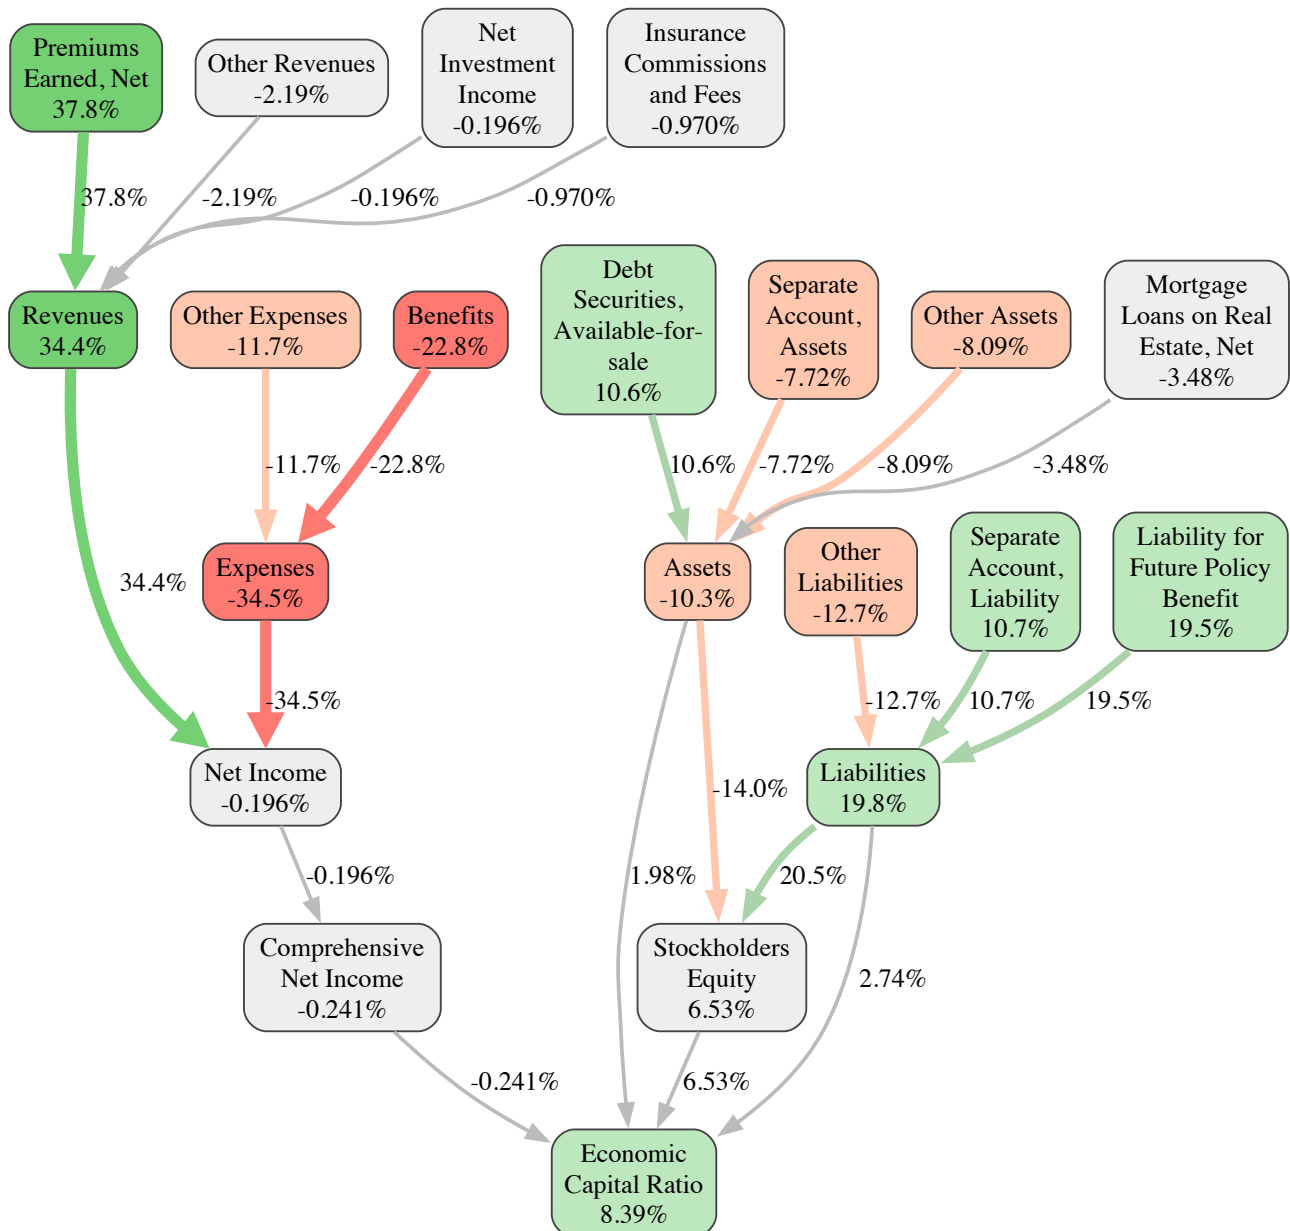 Premiums
Earned, Net
37.8%
Other Revenues
-2.19%
Net
Investment
Income
-0.196%
Insurance
Commissions
and Fees
-0.970%
37.8%
-2.19%
-0.196%
-0.970%
Revenues
34.4%
Other Expenses
-11.7%
Benefits
-22.8%
Debt
Securities,
Available-for-
sale
10.6%
Separate
Account,
Assets
-7.72%
Other Assets
-8.09%
Mortgage
Loans on Real
Estate, Net
-3.48%
-11.7%
-22.8%
10.6%
-7.72%
-8.09%
-3.48%
34.4%
Expenses
-34.5%
Assets
-10.3%
Other
Liabilities
-12.7%
Separate
Account,
Liability
10.7%
Liability for
Future Policy
Benefit
19.5%
-34.5%
-12.7%
10.7%
19.5%
Net Income
-0.196%
-14.0%
Liabilities
19.8%
-0.196%
1.98%
20.5%
Comprehensive
Net Income
-0.241%
Stockholders
Equity
6.53%
2.74%
-0.241%
6.53%
Economic
Capital Ratio
8.39%